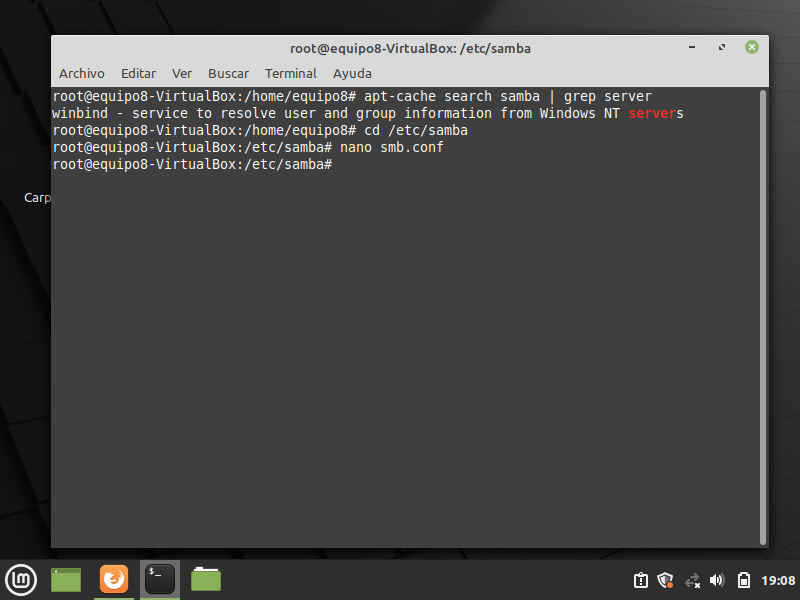 root@equipo8-VirtualBox: /etc/samba
Archivo Editar Ver Buscar Terminal Ayuda
root@equipo8-VirtualBox:/home/equipo8# apt-cache search samba | grep server
winbind - service to resolve user and group information from Windows NT servers
root@equipo8-VirtualBox:/home/equipo8# cd /etc/samba
root@equipo8-VirtualBox:/etc/samba# nano smb.conf
root@equipo8-VirtualBox:/etc/samba#
Carp
$_
19:08